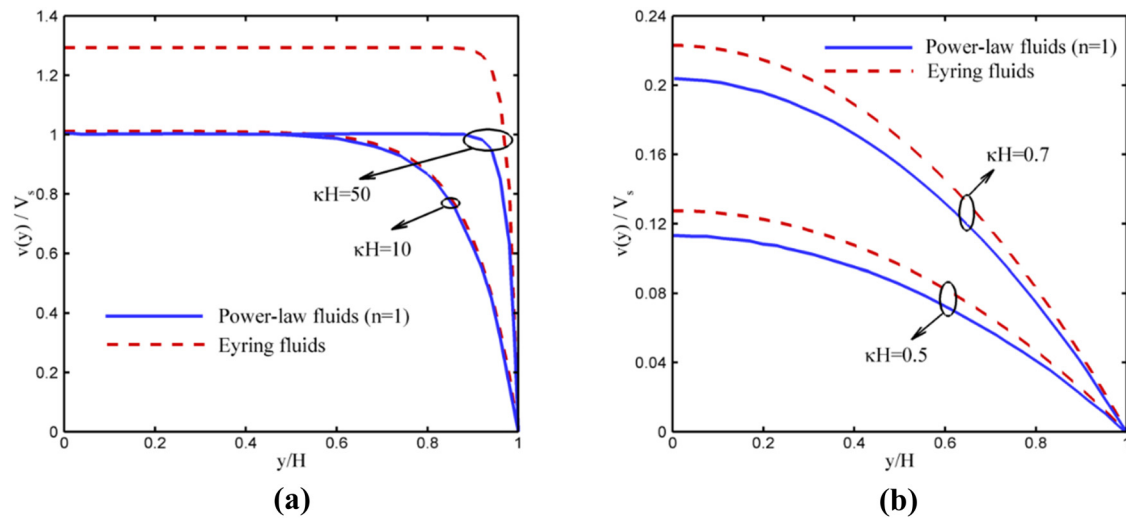 1.4
1.2
1
0.8
0.6
0.4
0.2
0
v(y) / Vs
κH=50
κH=10
Power-law fluids (n=1)
Eyring fluids
0 0.2 0.4 0.6 0.8 1
y/H
(a)
0.24
0.2
0.16
0.12
0.08
0.04
0
v(y) / Vs
Power-law fluids (n=1)
Eyring fluids
κH=0.7
κH=0.5
0 0.2 0.4 0.6 0.8 1
y/H
(b)